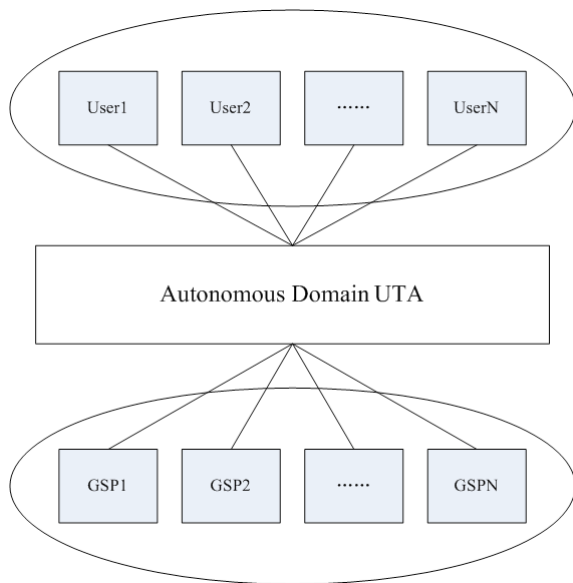 User1
User2
......
UserN
Autonomous Domain UTA
GSP1
GSP2
......
GSPN